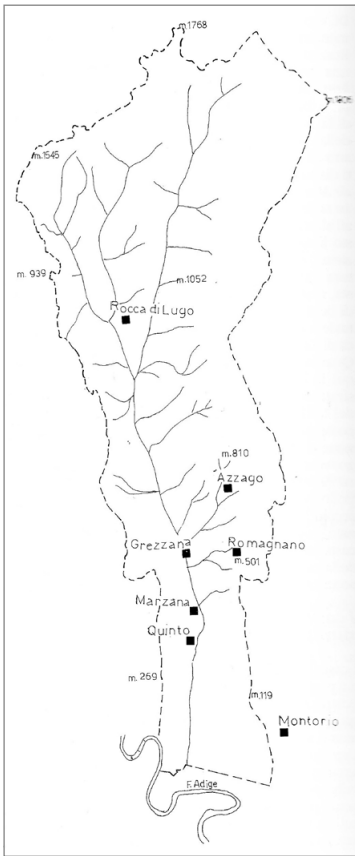 m.1768
m.1545
m. 939
m.1052
Rocca di Lugo
m.810
Azzago
Grezzana
Romagnano
m.501
Marzana
Quinto
m. 269
m.119
Montorio
F. Adige